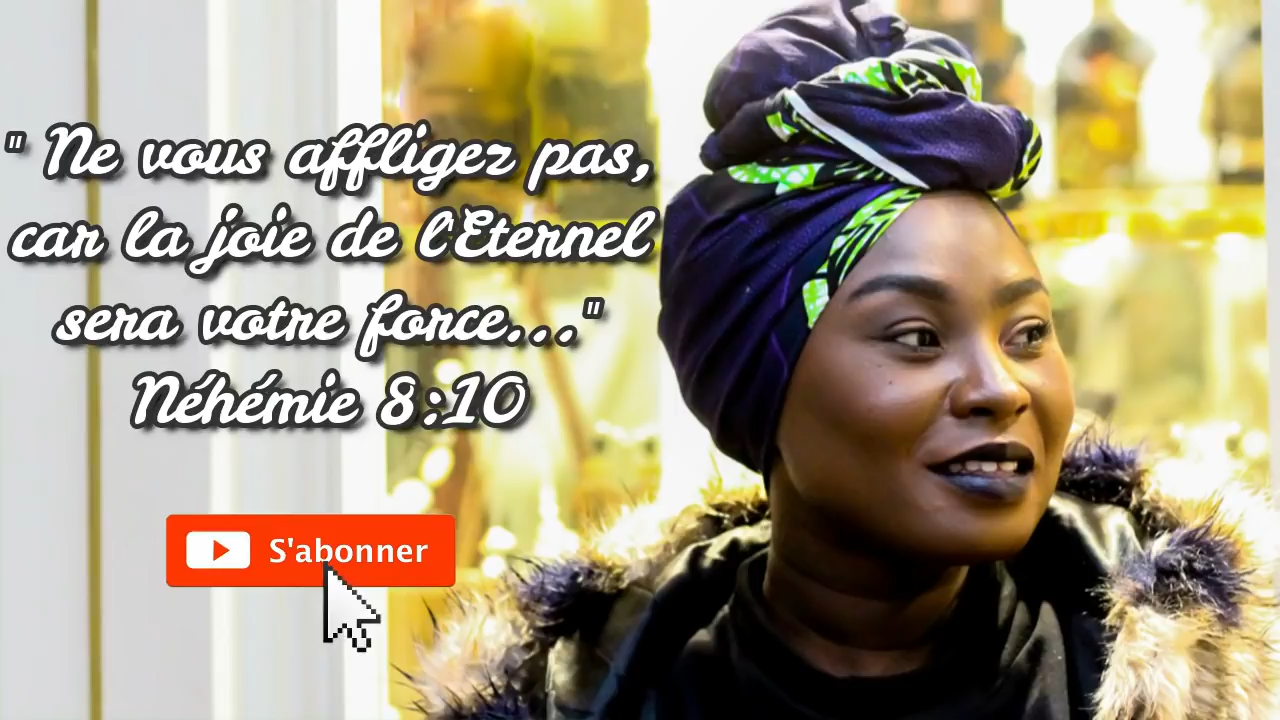 " Ne vous affligez pas,
car la joie de l'Eternel
sera votre force..."
Néhémie 8:10
S'abonner